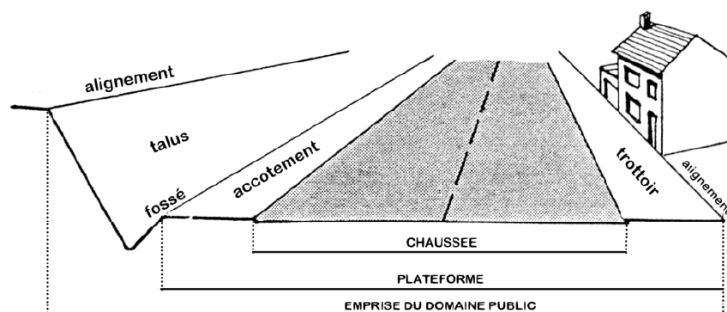 alignement
talus
fossé
accotement
trottoir
alignement
CHAUSSEE
PLATEFORME
EMPRISE DU DOMAINE PUBLIC